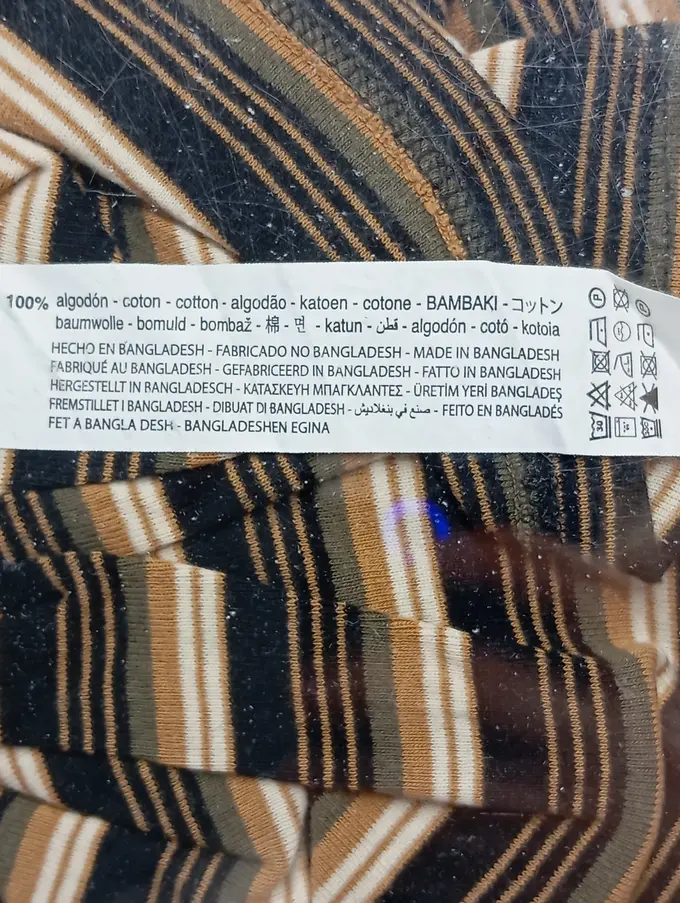 100% algodón - coton - cotton - algodão - katoen - cotone - BAMBAKI - コットン
baumwolle - bomuld - bombaž - 棉 - 면 - katun - قطن - algodón - cotó - kotoia
HECHO EN BANGLADESH - FABRICADO NO BANGLADESH - MADE IN BANGLADESH
FABRIQUÉ AU BANGLADESH - GEFABRICEERD IN BANGLADESH - FATTO IN BANGLADESH
HERGESTELLT IN BANGLADESCH - ΚΑΤΑΣΚΕΥΗ ΜΠΑΓΚΛΑΝΤΕΣ - ÜRETİM YERİ BANGLADEŞ
FREMSTILLET I BANGLADESH - DIBUAT DI BANGLADESH - صنع في بنغلاديش - FEITO EN BANGLADÉS
FET A BANGLA DESH - BANGLADESHEN EGINA